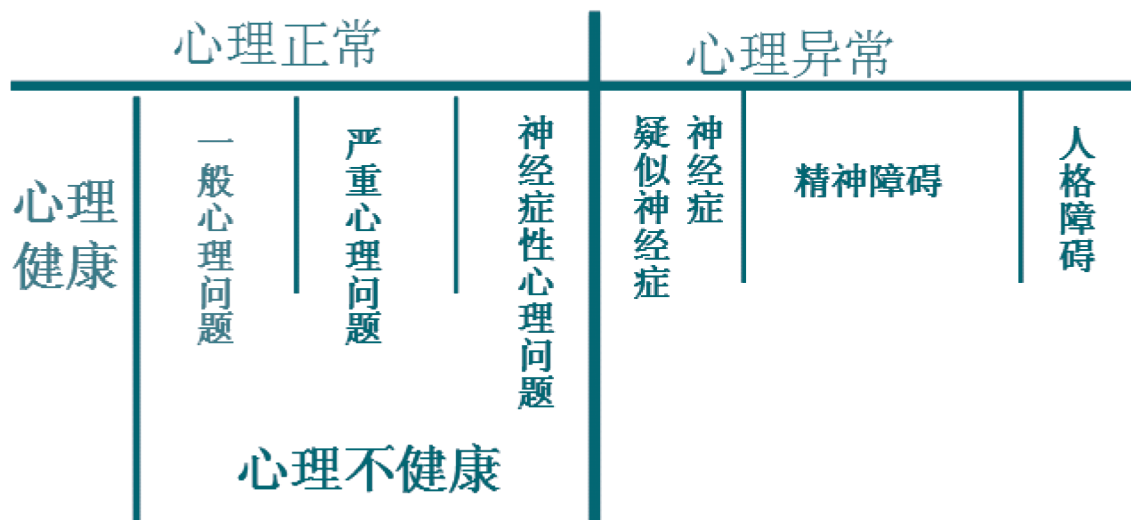 心理正常
心理异常
心理
健康
一般心理问题
严重心理问题
神经症性心理问题
疑似神经症
神经症
精神障碍
人格障碍
心理不健康